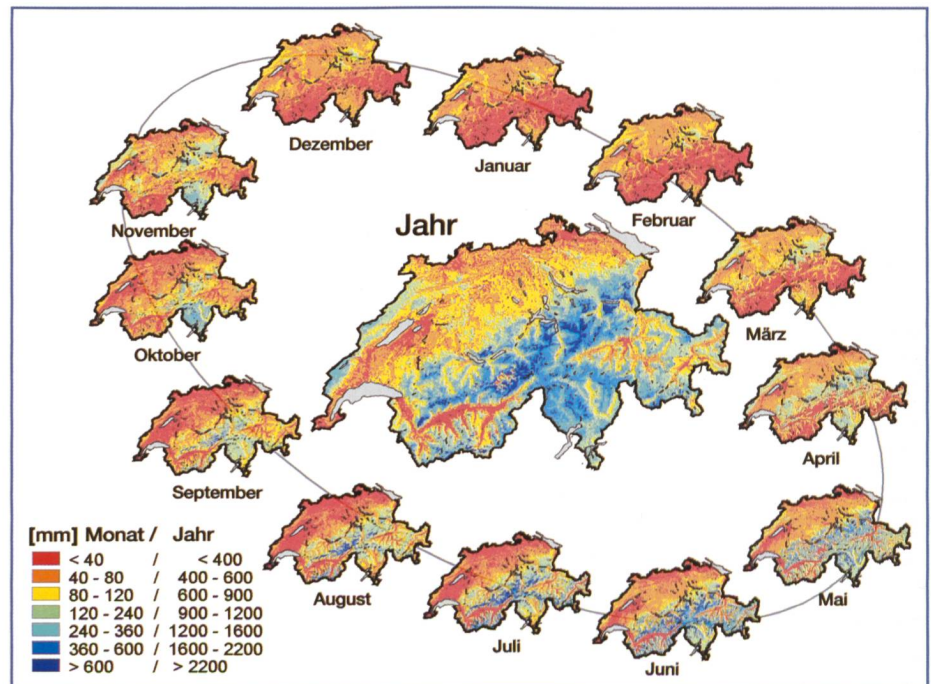 Dezember
Januar
Februar
März
April
Mai
Juni
Juli
August
September
Oktober
November
Jahr
[mm] Monat / Jahr
< 40 / < 400
40 - 80 / 400 - 600
80 - 120 / 600 - 900
120 - 240 / 900 - 1200
240 - 360 / 1200 - 1600
360 - 600 / 1600 - 2200
> 600 / > 2200